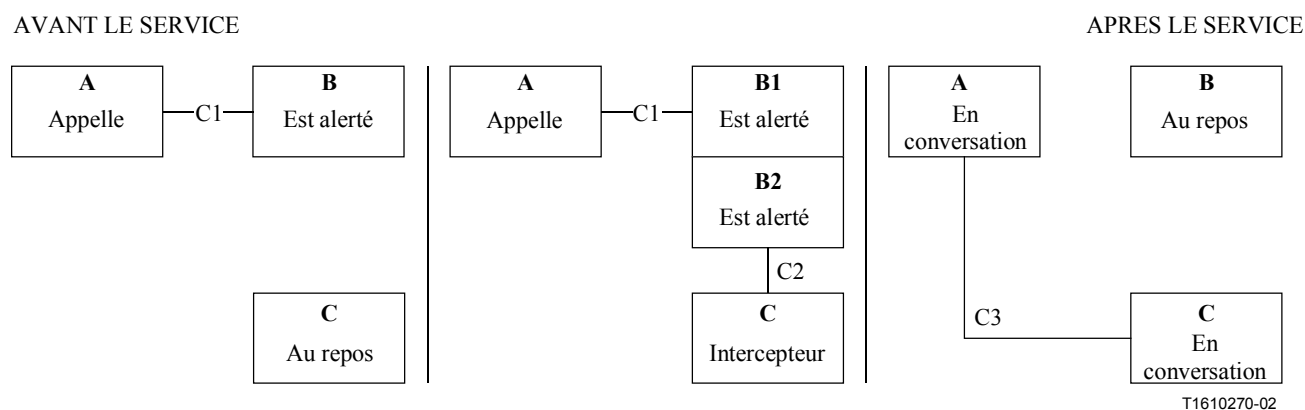 AVANT LE SERVICE
APRES LE SERVICE
A
Appelle
C1
B
Est alerté
C
Au repos
A
Appelle
C1
B1
Est alerté
B2
Est alerté
C2
C
Intercepteur
A
En
conversation
B
Au repos
C3
C
En
conversation
T1610270-02